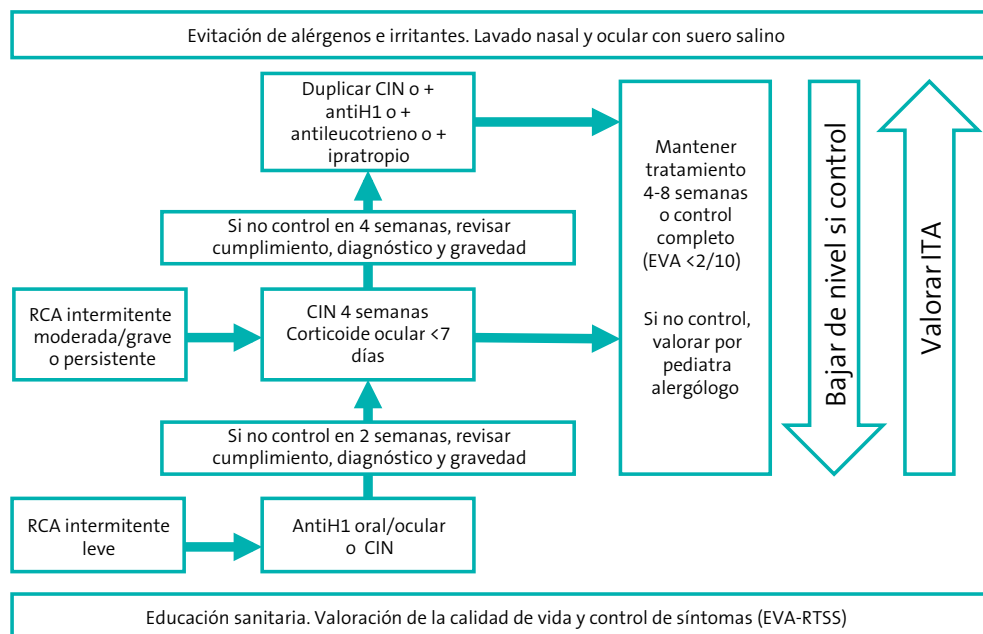 Evitación de alérgenos e irritantes. Lavado nasal y ocular con suero salino
Duplicar CIN o +
antiH1 o +
antileucotrieno o +
ipratropio
Si no control en 4 semanas, revisar
cumplimiento, diagnóstico y gravedad
RCA intermitente
moderada/grave
o persistente
CIN 4 semanas
Corticoide ocular <7
días
Si no control en 2 semanas, revisar
cumplimiento, diagnóstico y gravedad
RCA intermitente
leve
AntiH1 oral/ocular
o CIN
Mantener
tratamiento
4-8 semanas
o control
completo
(EVA <2/10)
Si no control,
valorar por
pediatra
alergólogo
Bajar de nivel si control
Valorar ITA
Educación sanitaria. Valoración de la calidad de vida y control de síntomas (EVA-RTSS)